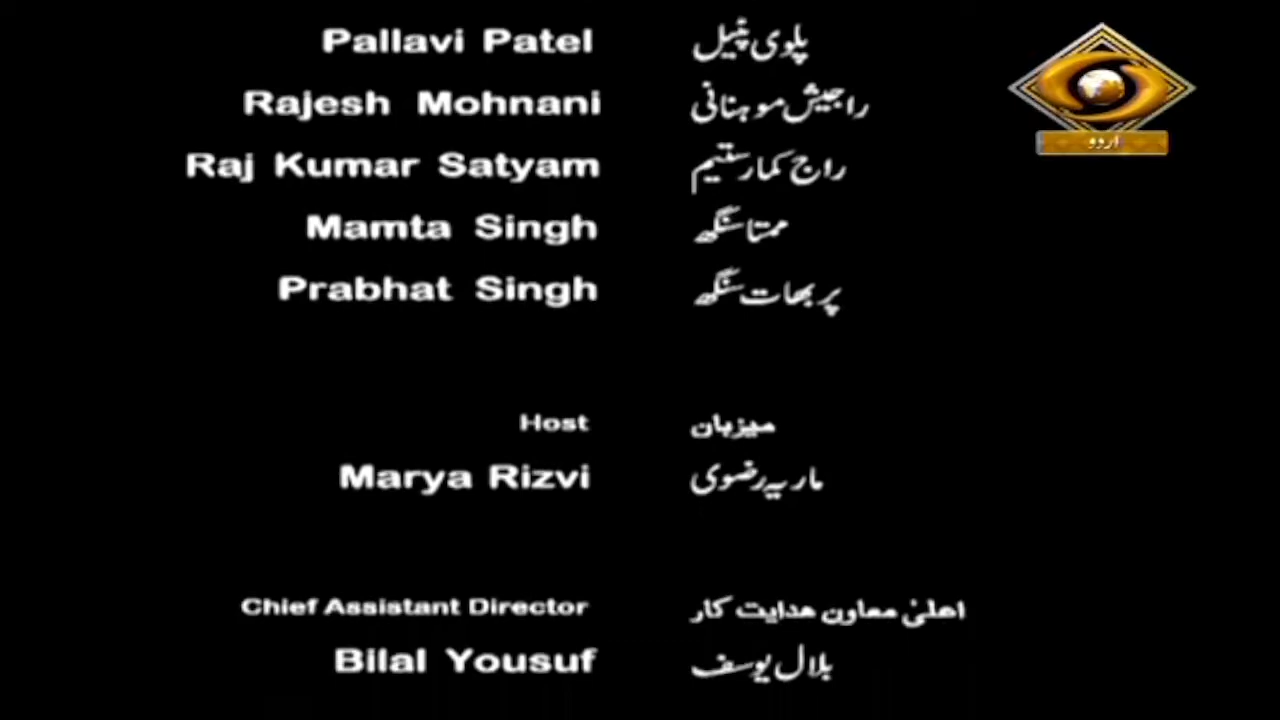 Pallavi Patel پلوی پٹیل
Rajesh Mohnani راجیش موہنانی
Raj Kumar Satyam راج کمار ستیم
Mamta Singh ممتا سنگھ
Prabhat Singh پربھات سنگھ
Host میزبان
Marya Rizvi ماریہ رضوی
Chief Assistant Director اعلیٰ معاون ھدایت کار
Bilal Yousuf بلال یوسف
اردو